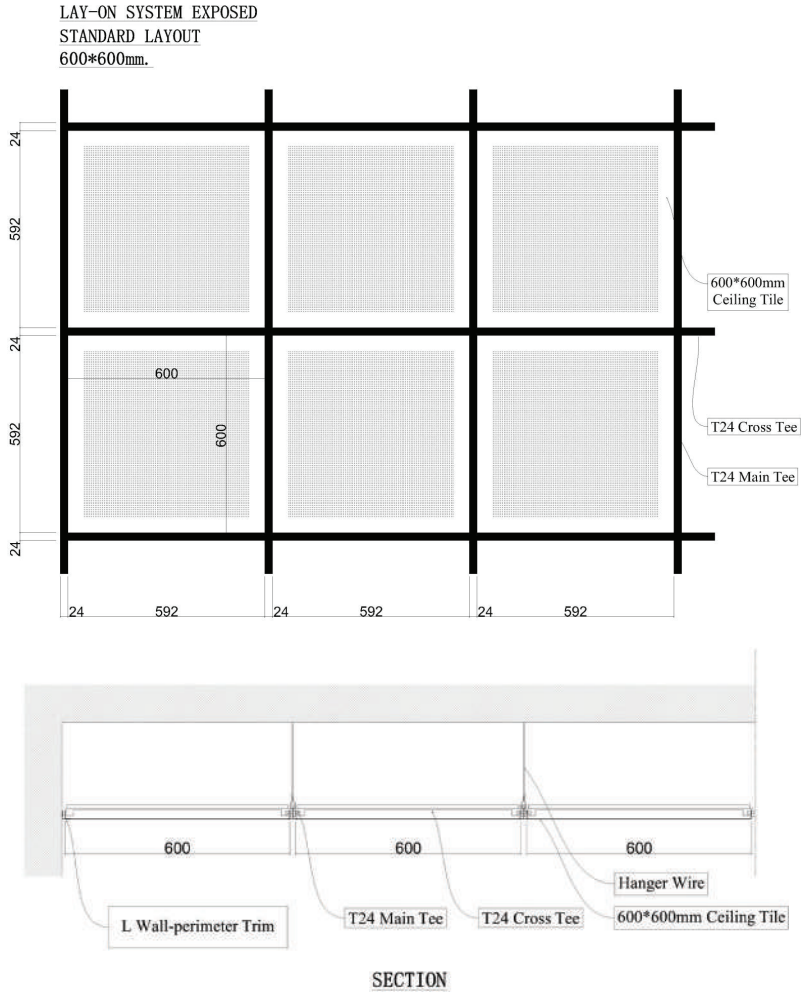 LAY-ON SYSTEM EXPOSED
STANDARD LAYOUT
600*600mm.
24
592
24
592
24
600
600
600*600mm
Ceiling Tile
T24 Cross Tee
T24 Main Tee
24 592 24 592 24 592
600 600 600
Hanger Wire
L Wall-perimeter Trim
T24 Main Tee
T24 Cross Tee
600*600mm Ceiling Tile
SECTION